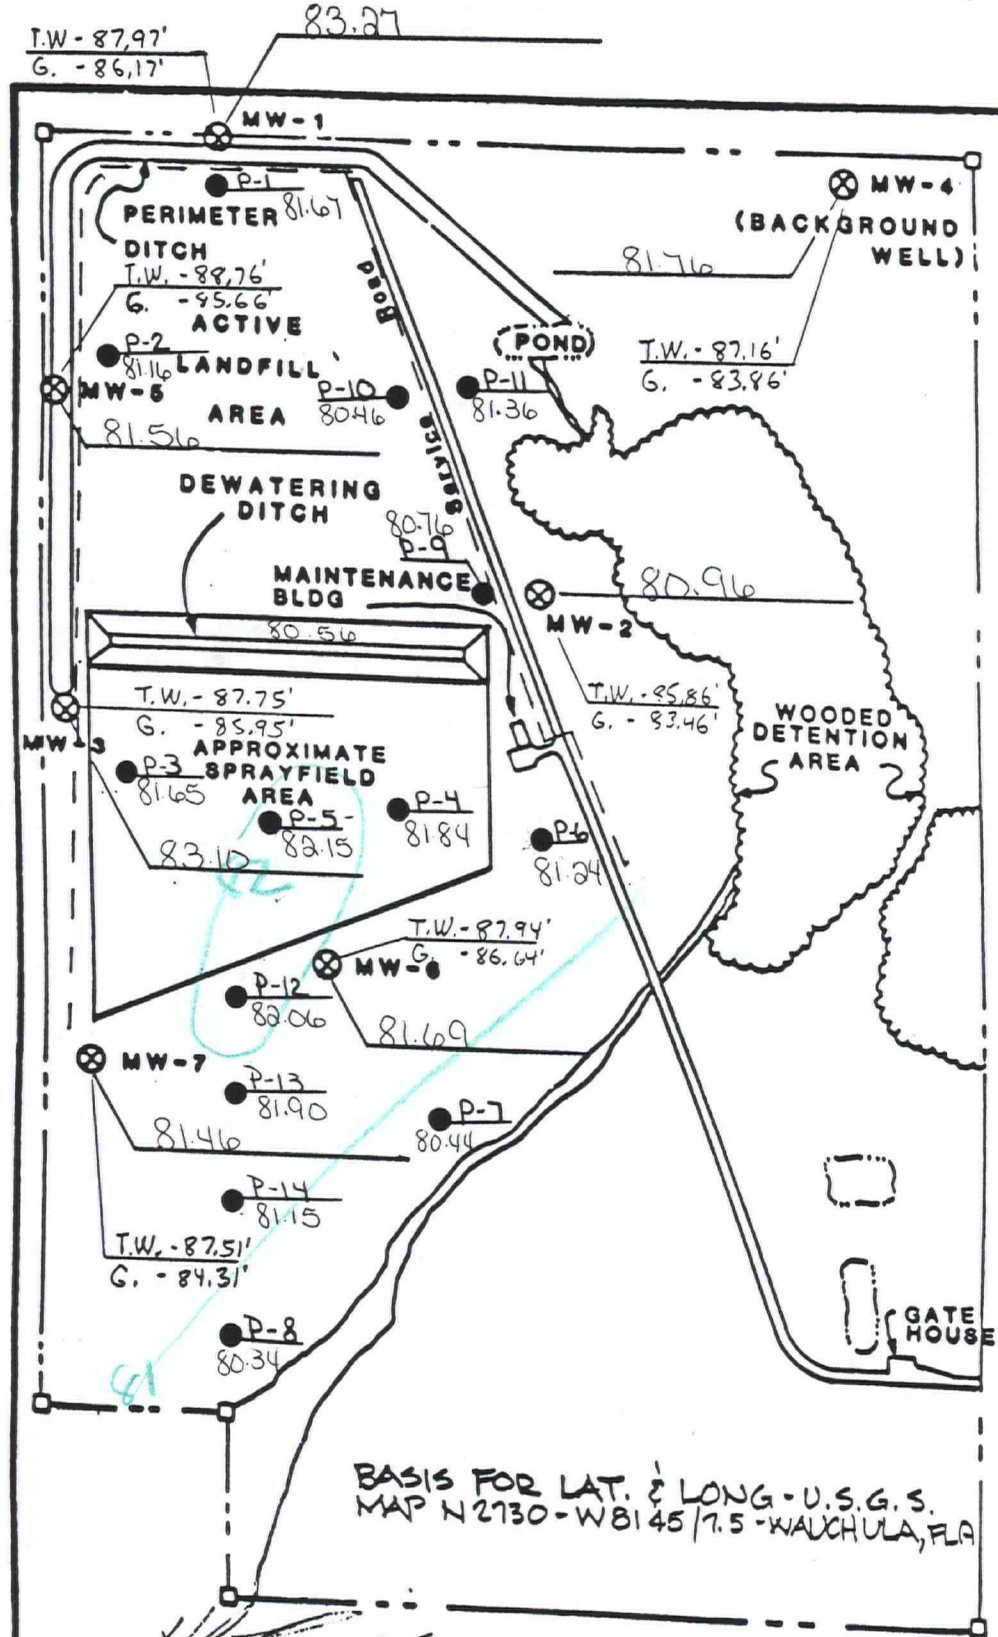 83.27
T.W - 87,97'
G. - 86,17'
MW-1
P-1
81.67
MW-4
(BACKGROUND
WELL)
81.76
PERIMETER
DITCH
T.W. - 88,76'
G. - 85.66'
ACTIVE
LANDFILL
AREA
P-2
81.16
MW-5
81.56
Road
Service
(POND)
T.W. - 87.16'
G. - 83.86'
P-10
80.46
P-11
81.36
DEWATERING
DITCH
80.76
P-9
MAINTENANCE
BLDG
80.96
MW-2
80.56
T.W. - 85,86'
G. - 83.46'
T.W. - 87.75'
G. - 85.95'
MW-3
WOODED
DETENTION
AREA
APPROXIMATE
SPRAYFIELD
AREA
P-3
81.65
P-4
81.84
P-5
82.15
P-6
81.24
83.10
82
T.W. - 87.94'
G. - 86.64'
MW-6
P-12
82.06
81.69
MW-7
P-13
81.90
P-7
80.44
81.46
P-14
81.15
T.W. - 87.51'
G. - 84.31'
P-8
80.34
81
GATE
HOUSE
BASIS FOR LAT. & LONG - U.S.G.S.
MAP N2730-W8145/7.5-WAUCHULA, FLA